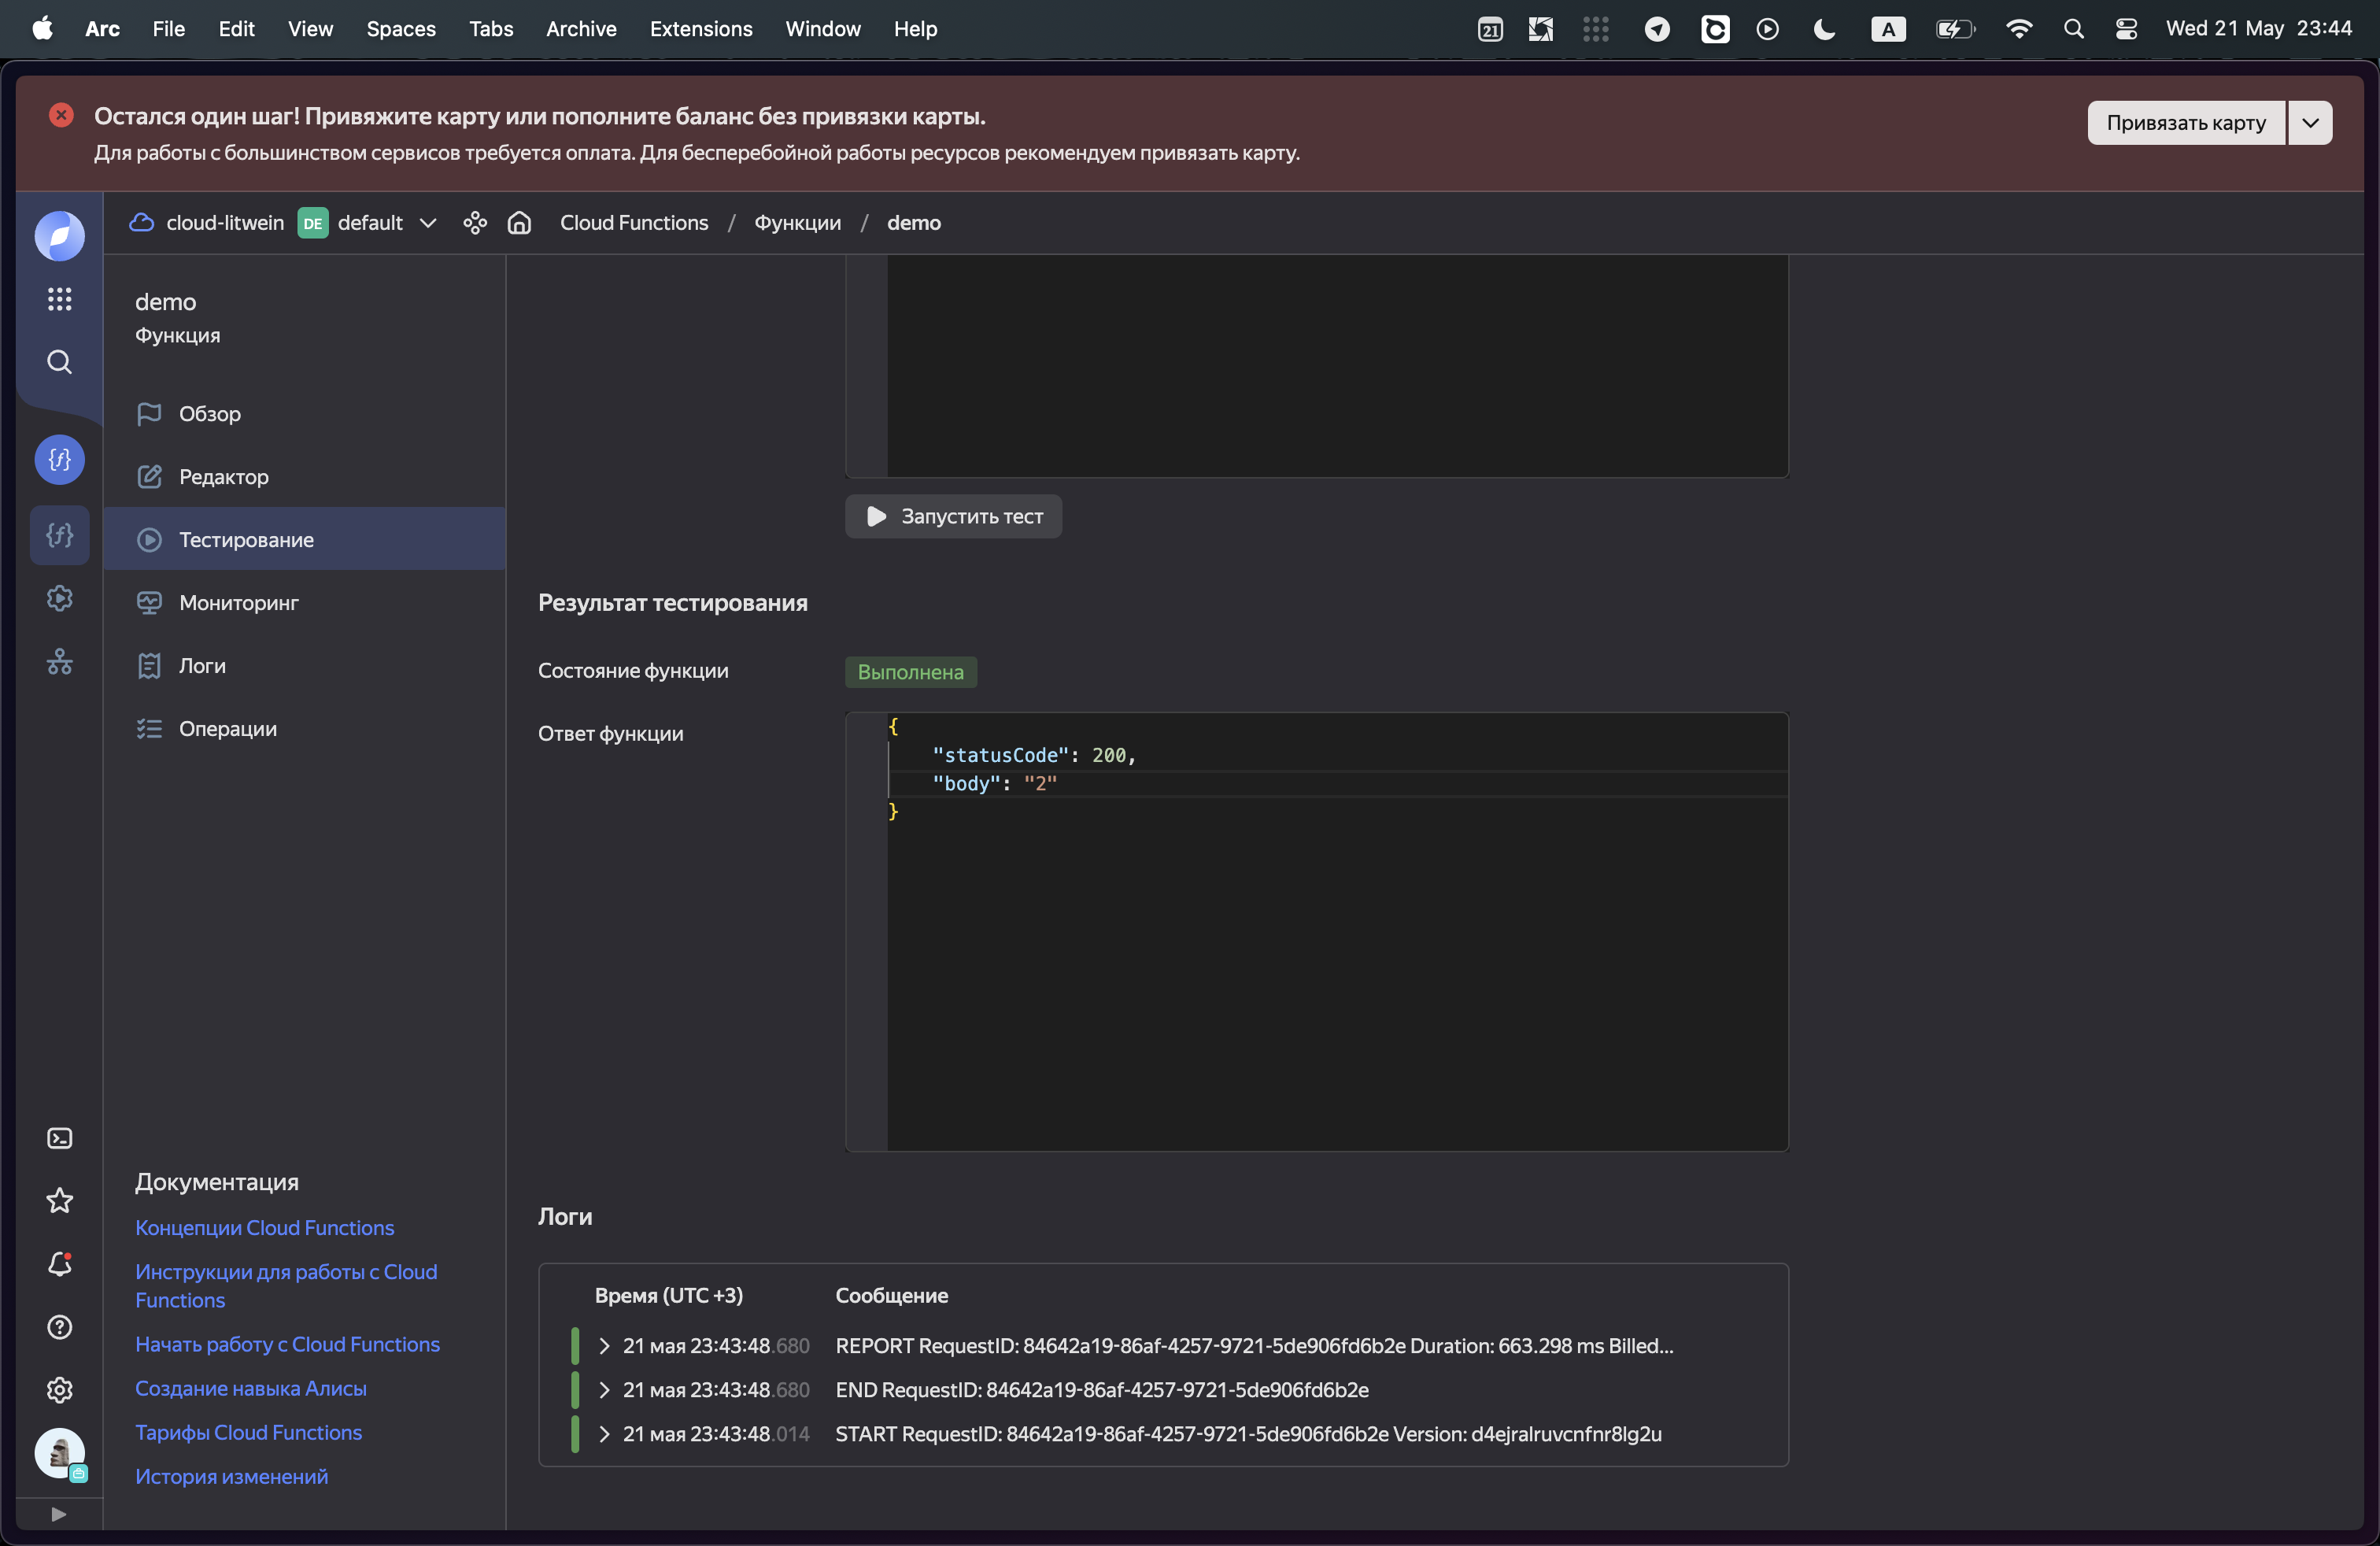 Arc File Edit View Spaces Tabs Archive Extensions Window Help 21 A Wed 21 May 23:44
Остался один шаг! Привяжите карту или пополните баланс без привязки карты.
Для работы с большинством сервисов требуется оплата. Для бесперебойной работы ресурсов рекомендуем привязать карту.
Привязать карту
cloud-litwein DE default Cloud Functions / Функции / demo
demo
Функция
Обзор
Редактор
Тестирование
Мониторинг
Логи
Операции
Документация
Концепции Cloud Functions
Инструкции для работы с Cloud
Functions
Начать работу с Cloud Functions
Создание навыка Алисы
Тарифы Cloud Functions
История изменений
Запустить тест
Результат тестирования
Состояние функции Выполнена
Ответ функции
{
"statusCode": 200,
"body": "2"
}
Логи
Время (UTC +3) Сообщение
21 мая 23:43:48.680 REPORT RequestID: 84642a19-86af-4257-9721-5de906fd6b2e Duration: 663.298 ms Billed...
21 мая 23:43:48.680 END RequestID: 84642a19-86af-4257-9721-5de906fd6b2e
21 мая 23:43:48.014 START RequestID: 84642a19-86af-4257-9721-5de906fd6b2e Version: d4ejralruvcnfnr8lg2u